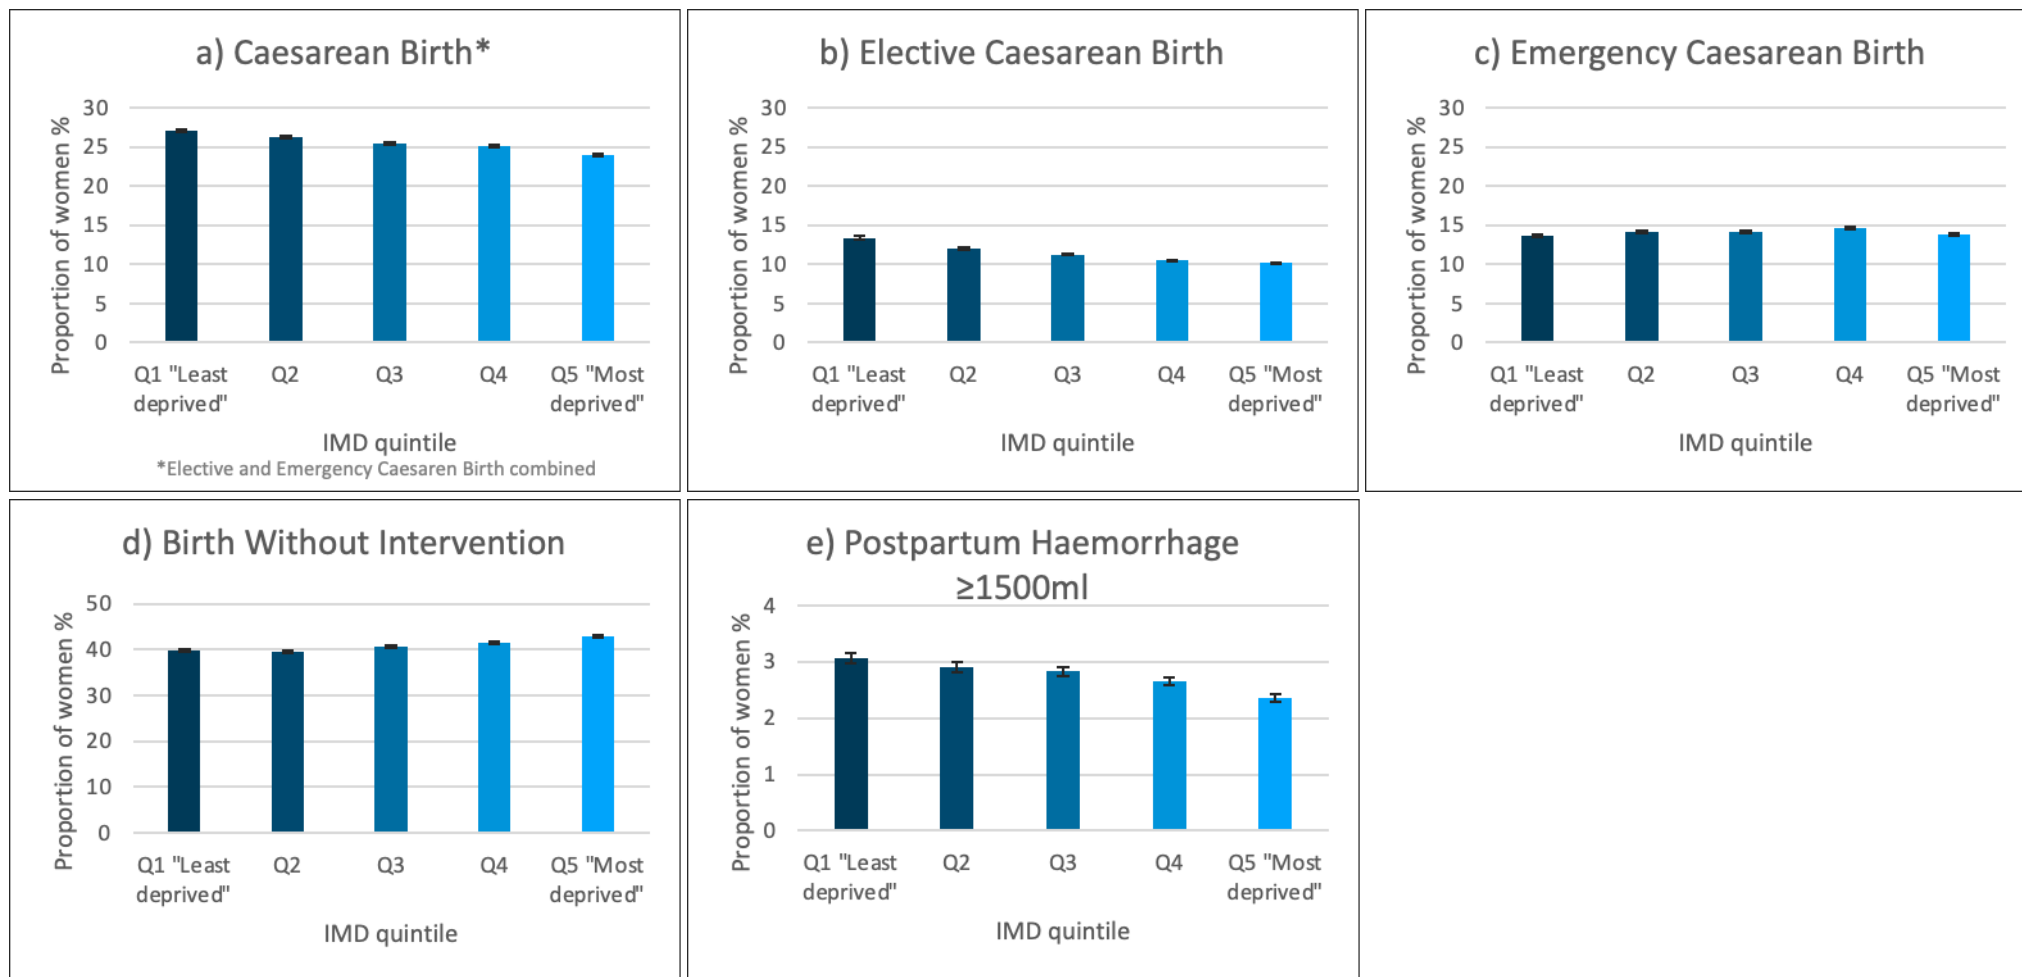 a) Caesarean Birth*
Proportion of women %
30
25
20
15
10
5
0
Q1 "Least deprived"
Q2
Q3
Q4
Q5 "Most deprived"
IMD quintile
*Elective and Emergency Caesaren Birth combined
b) Elective Caesarean Birth
Proportion of women %
30
25
20
15
10
5
0
Q1 "Least deprived"
Q2
Q3
Q4
Q5 "Most deprived"
IMD quintile
c) Emergency Caesarean Birth
Proportion of women %
30
25
20
15
10
5
0
Q1 "Least deprived"
Q2
Q3
Q4
Q5 "Most deprived"
IMD quintile
d) Birth Without Intervention
Proportion of women %
50
40
30
20
10
0
Q1 "Least deprived"
Q2
Q3
Q4
Q5 "Most deprived"
IMD quintile
e) Postpartum Haemorrhage
≥1500ml
Proportion of women %
4
3
2
1
0
Q1 "Least deprived"
Q2
Q3
Q4
Q5 "Most deprived"
IMD quintile